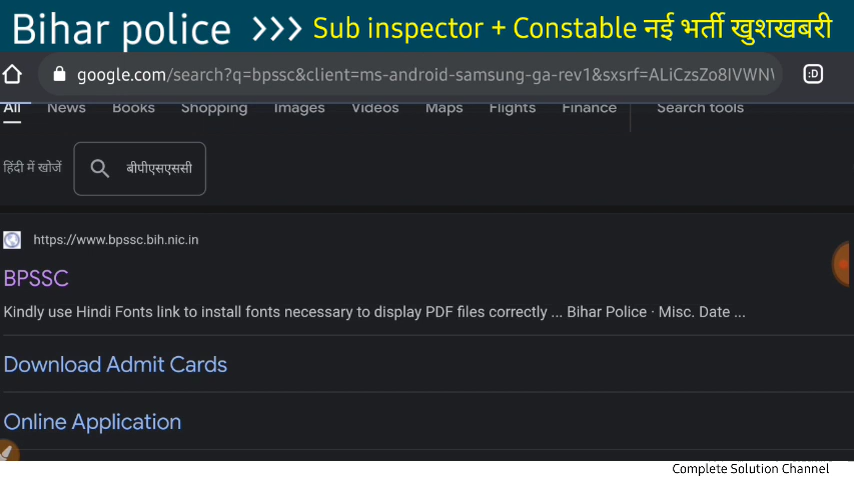 Bihar police >>> Sub inspector + Constable नई भर्ती खुशखबरी
google.com/search?q=bpssc&client=ms-android-samsung-ga-rev1&sxsrf=ALiCzsZo8IVWN
:D
All News Books Shopping Images Videos Maps Flights Finance Search tools
हिंदी में खोजें बीपीएसएससी
https://www.bpssc.bih.nic.in
BPSSC
Kindly use Hindi Fonts link to install fonts necessary to display PDF files correctly ... Bihar Police · Misc. Date ...
Download Admit Cards
Online Application
Complete Solution Channel